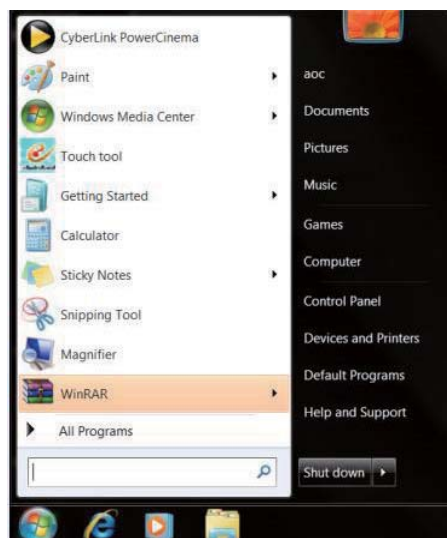 CyberLink PowerCinema
Paint
Windows Media Center
Touch tool
Getting Started
Calculator
Sticky Notes
Snipping Tool
Magnifier
WinRAR
All Programs
aoc
Documents
Pictures
Music
Games
Computer
Control Panel
Devices and Printers
Default Programs
Help and Support
Shut down